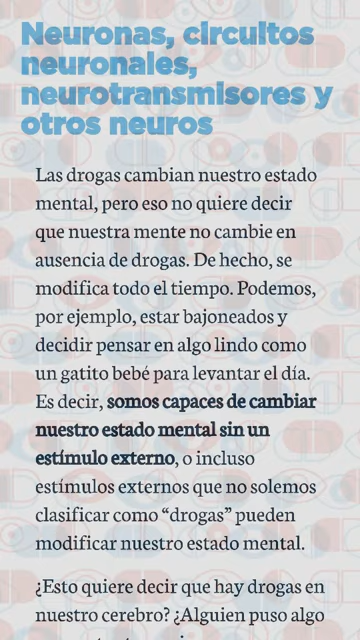 Neuronas, circuitos
neuronales,
neurotransmisores y
otros neuros
Las drogas cambian nuestro estado
mental, pero eso no quiere decir
que nuestra mente no cambie en
ausencia de drogas. De hecho, se
modifica todo el tiempo. Podemos,
por ejemplo, estar bajoneados y
decidir pensar en algo lindo como
un gatito bebé para levantar el día.
Es decir, somos capaces de cambiar
nuestro estado mental sin un
estímulo externo, o incluso
estímulos externos que no solemos
clasificar como “drogas” pueden
modificar nuestro estado mental.
¿Esto quiere decir que hay drogas en
nuestro cerebro? ¿Alguien puso algo